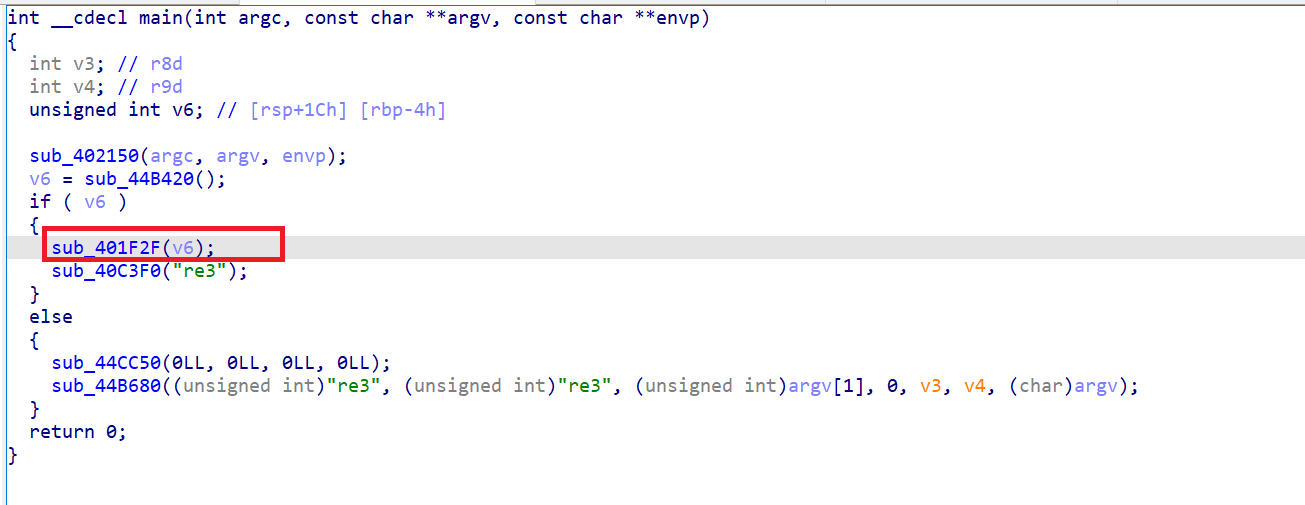 int __cdecl main(int argc, const char **argv, const char **envp)
{
  int v3; // r8d
  int v4; // r9d
  unsigned int v6; // [rsp+1Ch] [rbp-4h]

  sub_402150(argc, argv, envp);
  v6 = sub_44B420();
  if ( v6 )
  {
    sub_401F2F(v6);
    sub_40C3F0("re3");
  }
  else
  {
    sub_44CC50(0LL, 0LL, 0LL, 0LL);
    sub_44B680((unsigned int)"re3", (unsigned int)"re3", (unsigned int)argv[1], 0, v3, v4, (char)argv);
  }
  return 0;
}